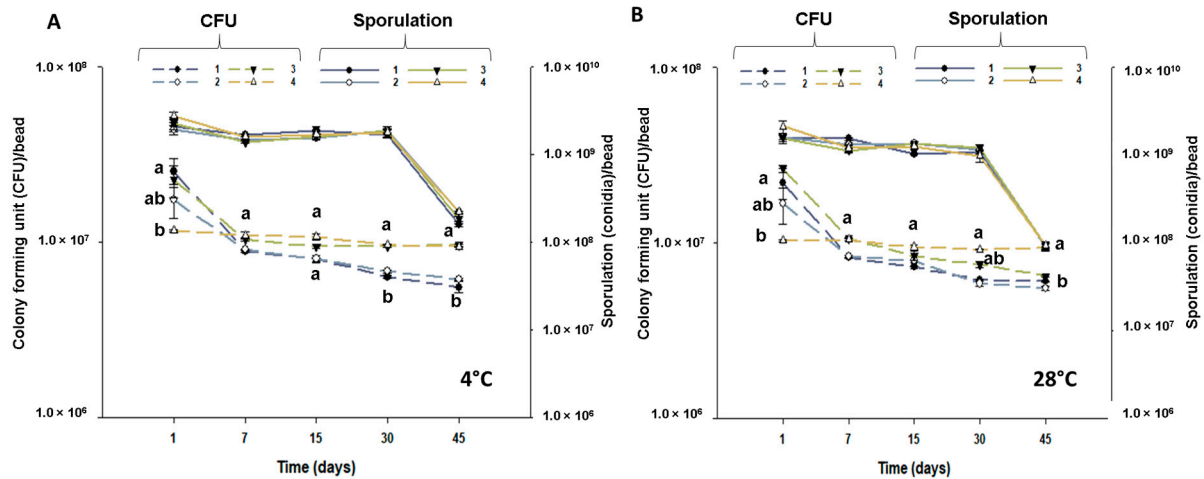 A
CFU
Sporulation
1 3 1 3
2 4 2 4
1.0 × 10⁸
1.0 × 10⁷
1.0 × 10⁶
Colony forming unit (CFU)/bead
1.0 × 10¹⁰
1.0 × 10⁹
1.0 × 10⁸
1.0 × 10⁷
1.0 × 10⁶
Sporulation (conidia)/bead
a
ab
b
a
a
a
a
b
a
b
4°C
1 7 15 30 45
Time (days)
B
CFU
Sporulation
1 3 1 3
2 4 2 4
1.0 × 10⁸
1.0 × 10⁷
1.0 × 10⁶
Colony forming unit (CFU)/bead
1.0 × 10¹⁰
1.0 × 10⁹
1.0 × 10⁸
1.0 × 10⁷
1.0 × 10⁶
Sporulation (conidia)/bead
a
ab
b
a
a
a
ab
b
a
b
28°C
1 7 15 30 45
Time (days)